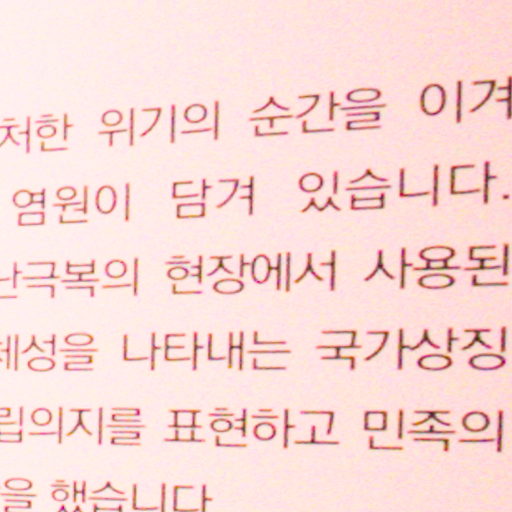 처한 위기의 순간을 이겨
염원이 담겨 있습니다.
난극복의 현장에서 사용된
체성을 나타내는 국가상징
립의지를 표현하고 민족의
을 했습니다